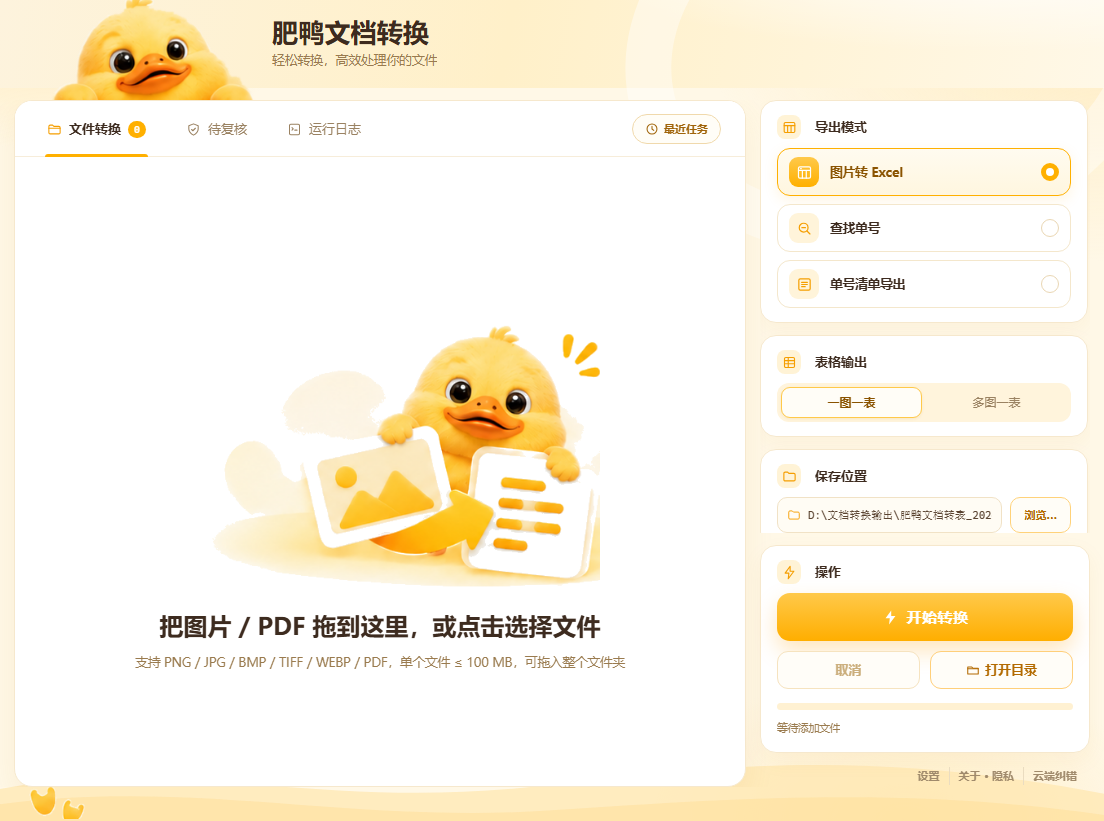 肥鸭文档转换
轻松转换，高效处理你的文件
文件转换 0
待复核
运行日志
最近任务
把图片 / PDF 拖到这里，或点击选择文件
支持 PNG / JPG / BMP / TIFF / WEBP / PDF，单个文件 ≤ 100 MB，可拖入整个文件夹
导出模式
图片转 Excel
查找单号
单号清单导出
表格输出
一图一表
多图一表
保存位置
D:\文档转换输出\肥鸭文档转表_202
浏览...
操作
开始转换
取消
打开目录
等待添加文件
设置
关于 • 隐私
云端纠错